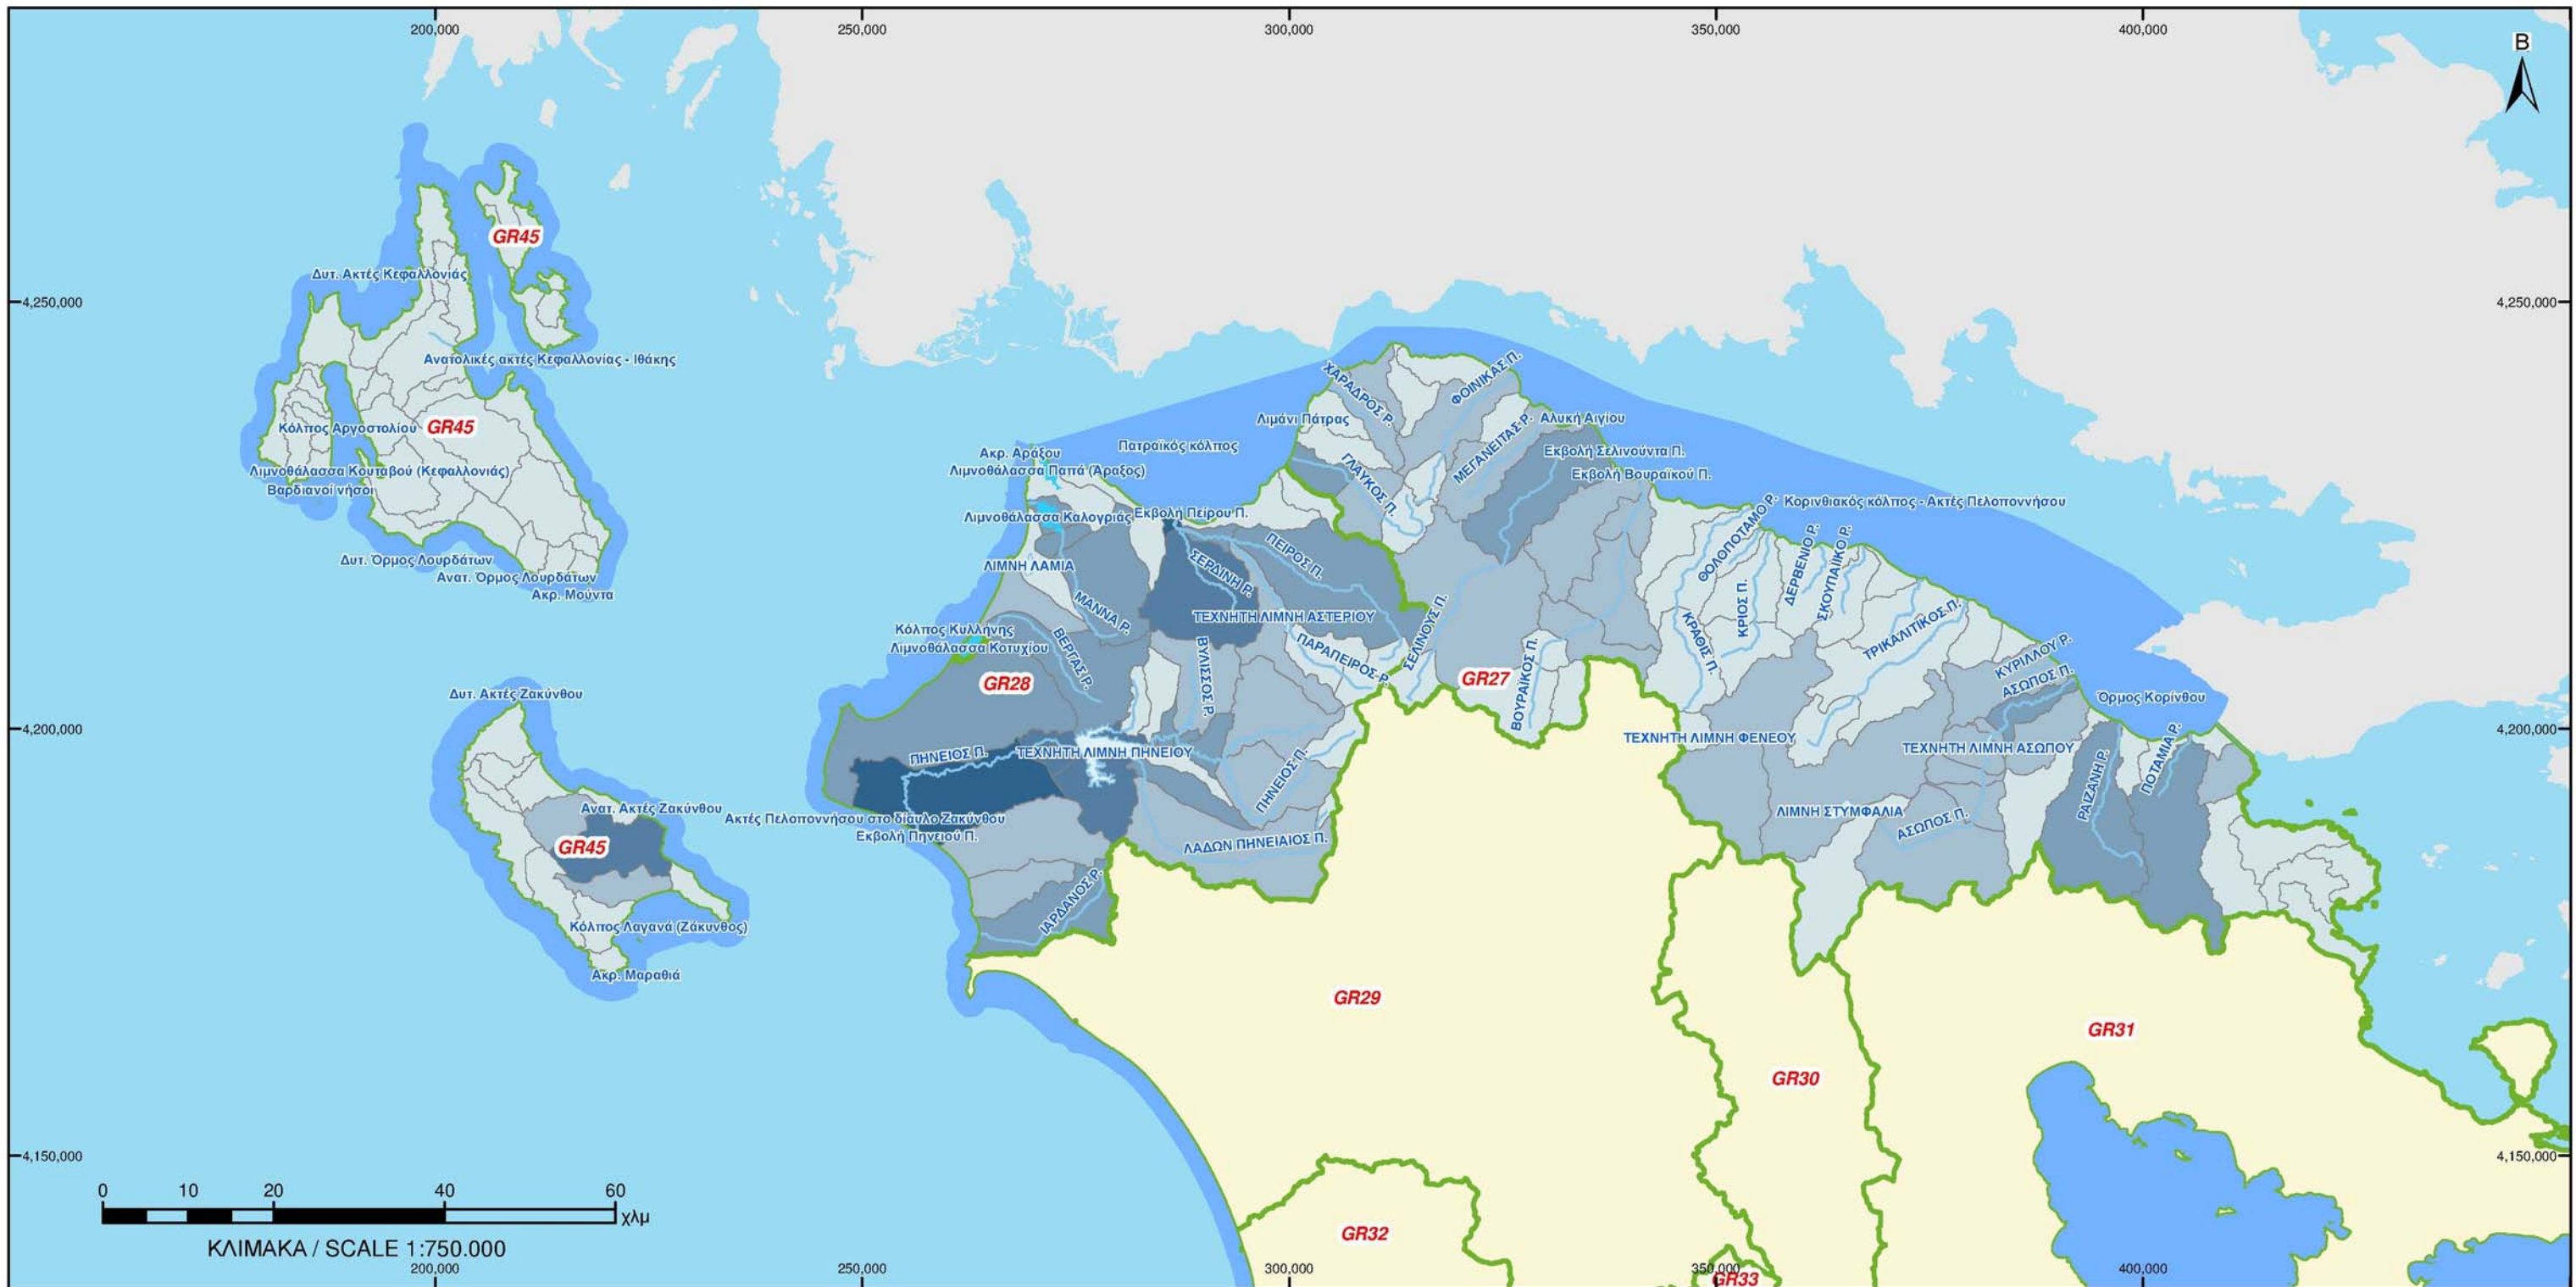 200,000
250,000
300,000
350,000
400,000
Β
4,250,000
4,250,000
GR45
Δυτ. Ακτές Κεφαλλονιάς
Ανατολικές ακτές Κεφαλλονίας - Ιθάκης
GR45
Κόλπος Αργοστολίου
Λιμνοθάλασσα Κουταβού (Κεφαλλονιάς)
Βαρδιανοί νήσοι
Δυτ. Όρμος Λουρδάτων
Ανατ. Όρμος Λουρδάτων
Ακρ. Μούντα
ΧΑΡΑΔΡΟΣ Ρ.
ΦΟΙΝΙΚΑΣ Π.
Λιμάνι Πάτρας
Αλυκή Αιγίου
Πατραϊκός κόλπος
Ακρ. Αράξου
Λιμνοθάλασσα Παπά (Άραξος)
ΓΛΑΥΚΟΣ Π.
ΜΕΓΑΝΕΙΤΑΣ Ρ.
Εκβολή Σελινούντα Π.
Εκβολή Βουραϊκού Π.
Κορινθιακός κόλπος - Ακτές Πελοποννήσου
Λιμνοθάλασσα Καλογριάς
Εκβολή Πείρου Π.
ΛΙΜΝΗ ΛΑΜΙΑ
ΣΕΡΔΙΝΗ Ρ.
ΠΕΙΡΟΣ Π.
ΘΟΛΟΠΟΤΑΜΟ Ρ.
ΔΕΡΒΕΝΙΟ Ρ.
ΣΚΟΥΠΑΙΙΚΟ Ρ.
ΜΑΝΝΑ Ρ.
ΤΕΧΝΗΤΗ ΛΙΜΝΗ ΑΣΤΕΡΙΟΥ
ΚΡΙΟΣ Π.
Κόλπος Κυλλήνης
Λιμνοθάλασσα Κοτυχίου
ΒΕΡΓΑΣ Ρ.
ΒΥΛΙΣΣΟΣ Ρ.
ΠΑΡΑΠΕΙΡΟΣ Ρ.
ΣΕΛΙΝΟΥΣ Π.
ΚΡΑΘΙΣ Π.
ΤΡΙΚΑΛΙΤΙΚΟΣ Π.
ΚΥΡΙΛΛΟΥ Ρ.
ΑΣΩΠΟΣ Π.
GR28
GR27
ΒΟΥΡΑΪΚΟΣ Π.
Όρμος Κορίνθου
Δυτ. Ακτές Ζακύνθου
4,200,000
4,200,000
ΠΗΝΕΙΟΣ Π.
ΤΕΧΝΗΤΗ ΛΙΜΝΗ ΠΗΝΕΙΟΥ
ΤΕΧΝΗΤΗ ΛΙΜΝΗ ΦΕΝΕΟΥ
ΤΕΧΝΗΤΗ ΛΙΜΝΗ ΑΣΩΠΟΥ
ΠΗΝΕΙΟΣ Π.
ΡΑΙΖΑΝΗ Ρ.
ΠΟΤΑΜΙΑ Ρ.
Ανατ. Ακτές Ζακύνθου
Ακτές Πελοποννήσου στο δίαυλο Ζακύνθου
Εκβολή Πηνειού Π.
ΛΙΜΝΗ ΣΤΥΜΦΑΛΙΑ
ΑΣΩΠΟΣ Π.
GR45
ΛΑΔΩΝ ΠΗΝΕΙΑΙΟΣ Π.
ΙΑΡΔΑΝΟΣ Ρ.
Κόλπος Λαγανά (Ζάκυνθος)
Ακρ. Μαραθιά
GR29
GR31
GR30
4,150,000
4,150,000
0 10 20 40 60
χλμ
GR32
ΚΛΙΜΑΚΑ / SCALE 1:750.000
GR33
200,000
250,000
300,000
350,000
400,000